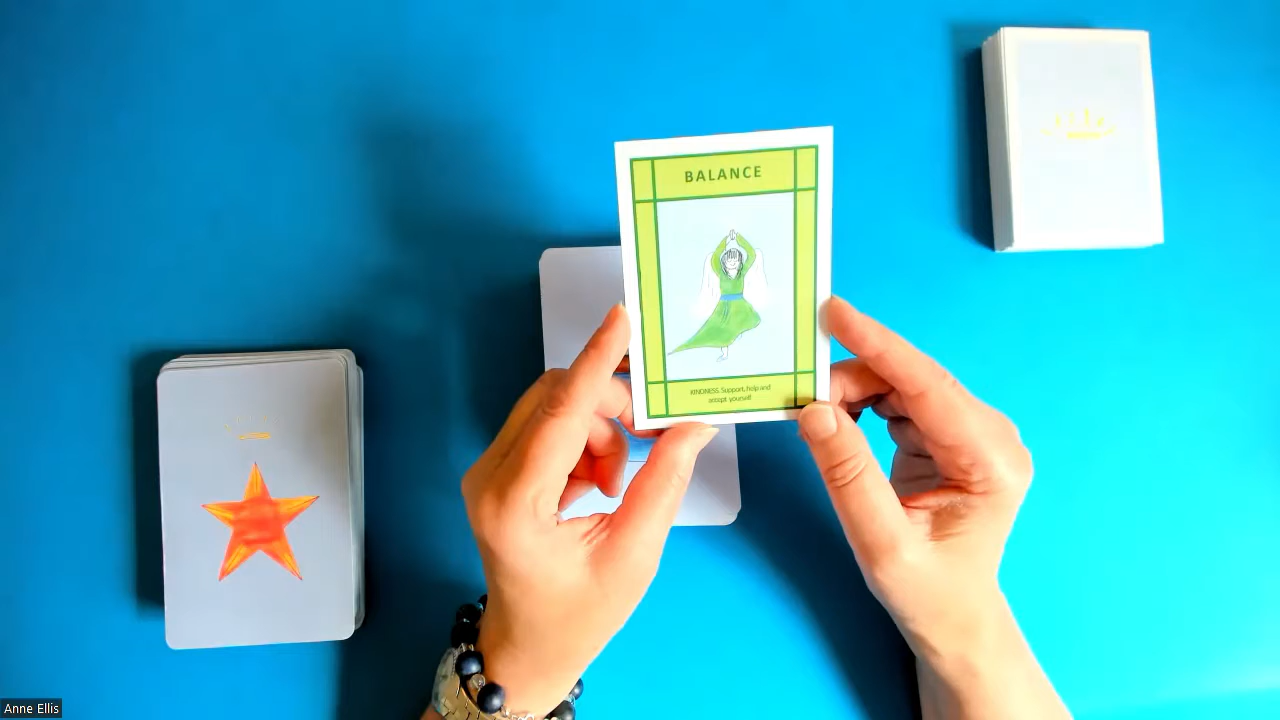 BALANCE
KINDNESS. Support, help and
accept yourself
Anne Ellis